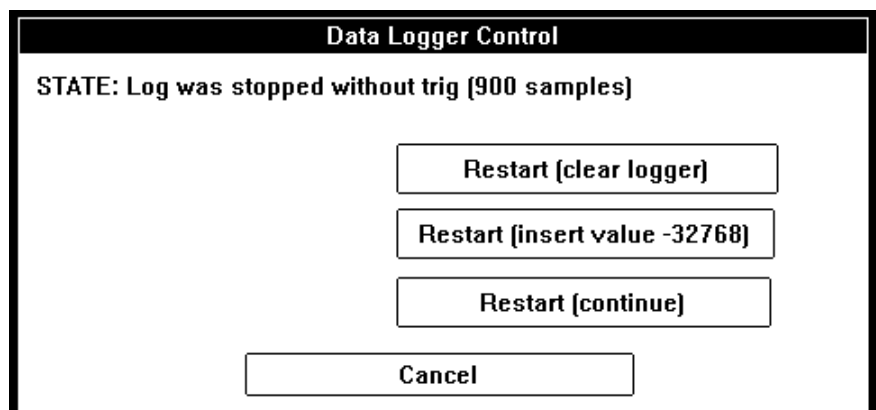 Data Logger Control
STATE: Log was stopped without trig (900 samples)
Restart (clear logger)
Restart (insert value -32768)
Restart (continue)
Cancel